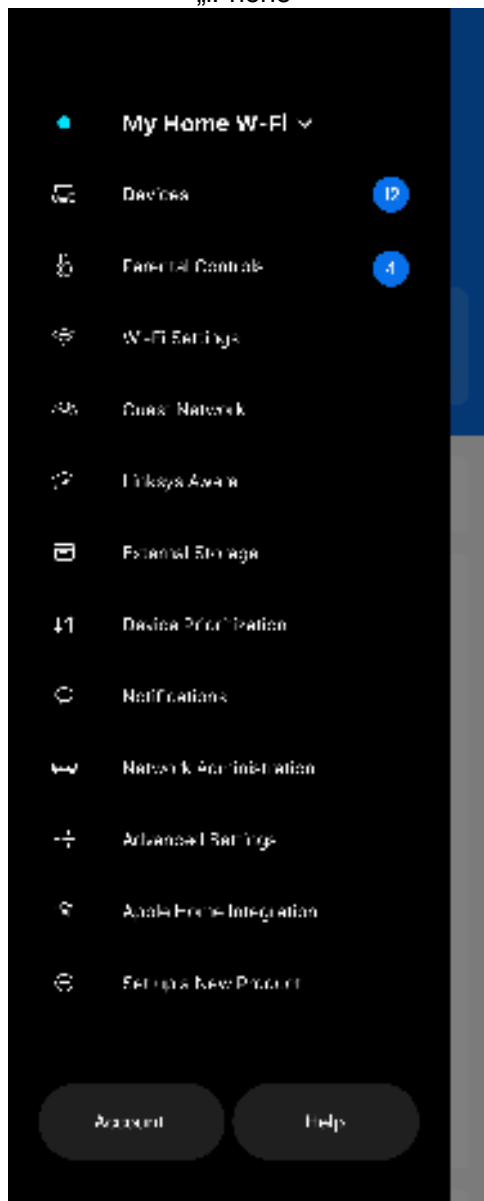 „iPhone“
My Home W-Fi
Devices 12
Parental Controls 4
Wi-Fi Settings
Guest Network
Linksys Aware
External Storage
Device Prioritization
Notifications
Network Administration
Advanced Settings
Apple Home Integration
Set up a New Product
Account Help